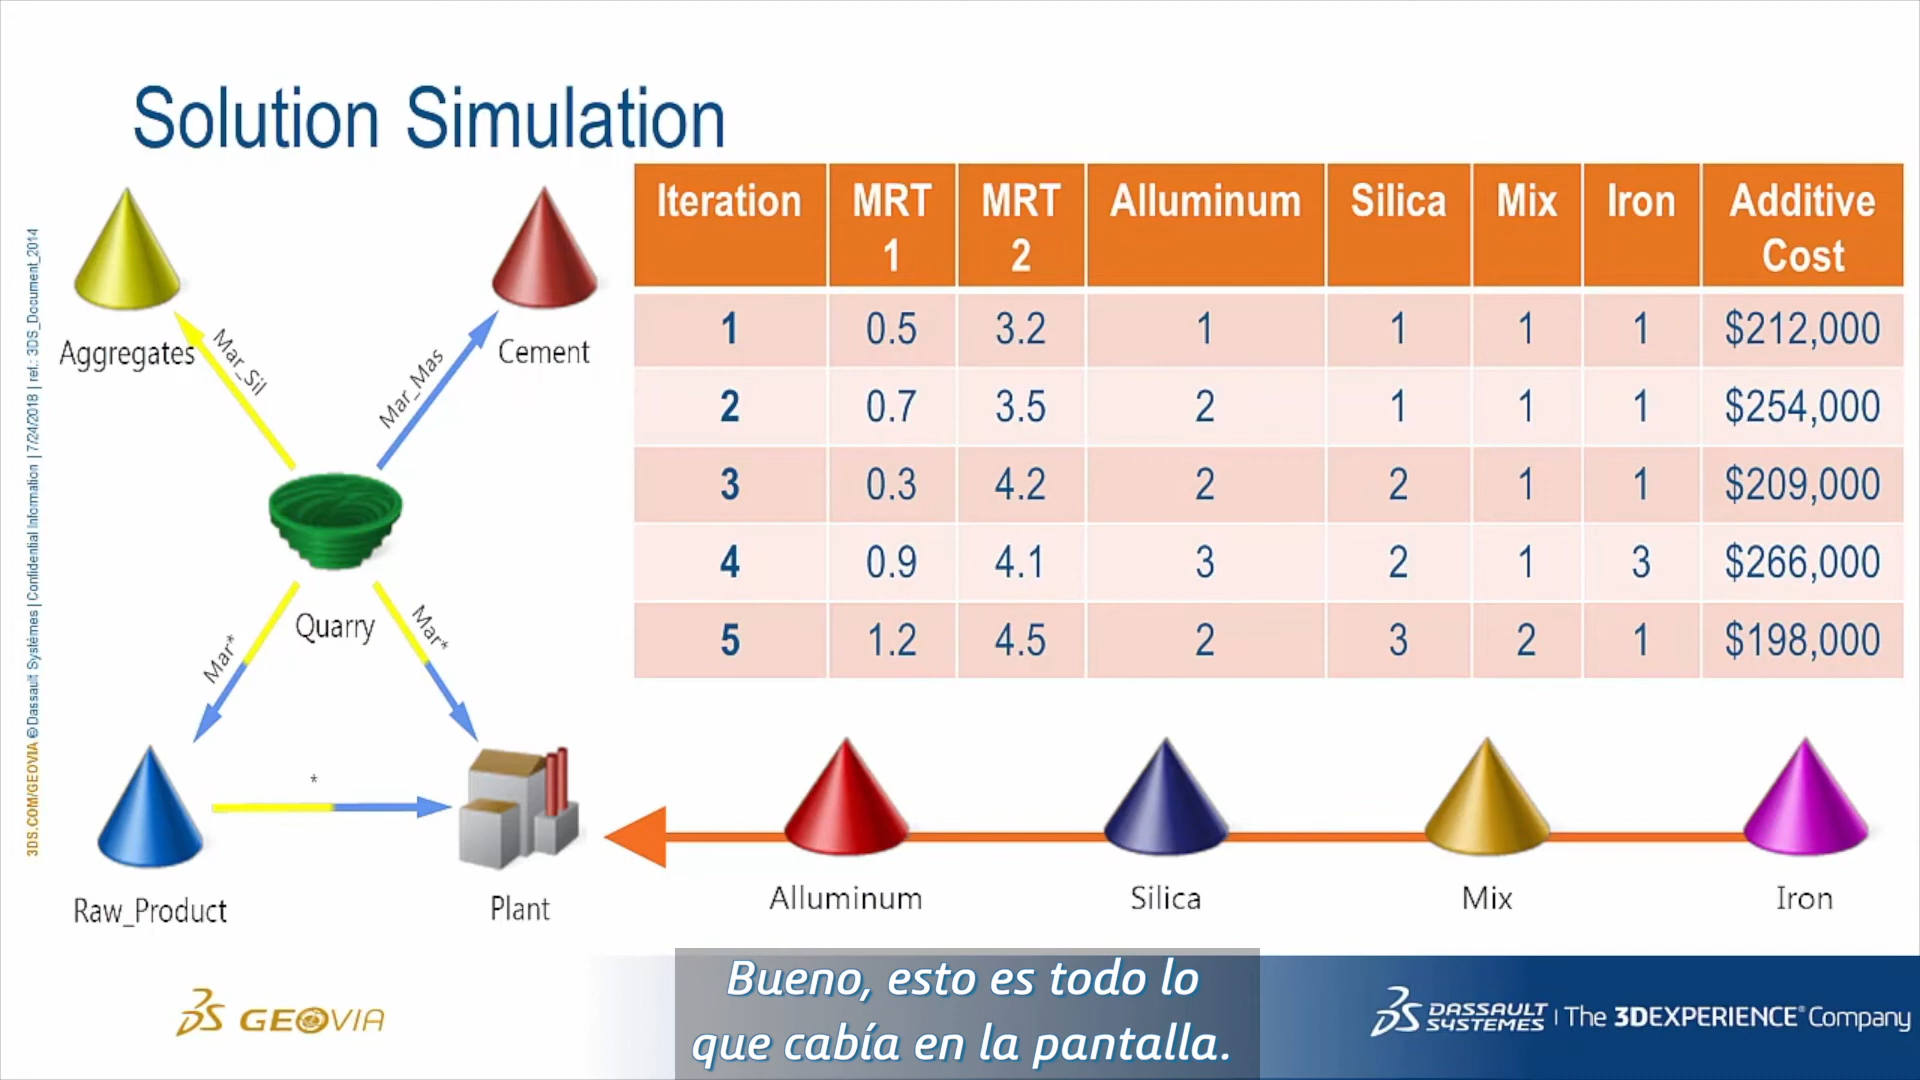 Solution Simulation
3DS.COM/GEOVIA © Dassault Systèmes | Confidential Information | 7/24/2018 | ref.: 3DS_Document_2014
Aggregates
Mar_Sil
Mar_Mas
Cement
Quarry
Mar*
Mar*
Raw_Product
*
Plant
Iteration MRT 1 MRT 2 Alluminum Silica Mix Iron Additive Cost
1 0.5 3.2 1 1 1 1 $212,000
2 0.7 3.5 2 1 1 1 $254,000
3 0.3 4.2 2 2 1 1 $209,000
4 0.9 4.1 3 2 1 3 $266,000
5 1.2 4.5 2 3 2 1 $198,000
Alluminum Silica Mix Iron
3DS GEOVIA
Bueno, esto es todo lo
que cabía en la pantalla.
3DS DASSAULT SYSTEMES | The 3DEXPERIENCE® Company